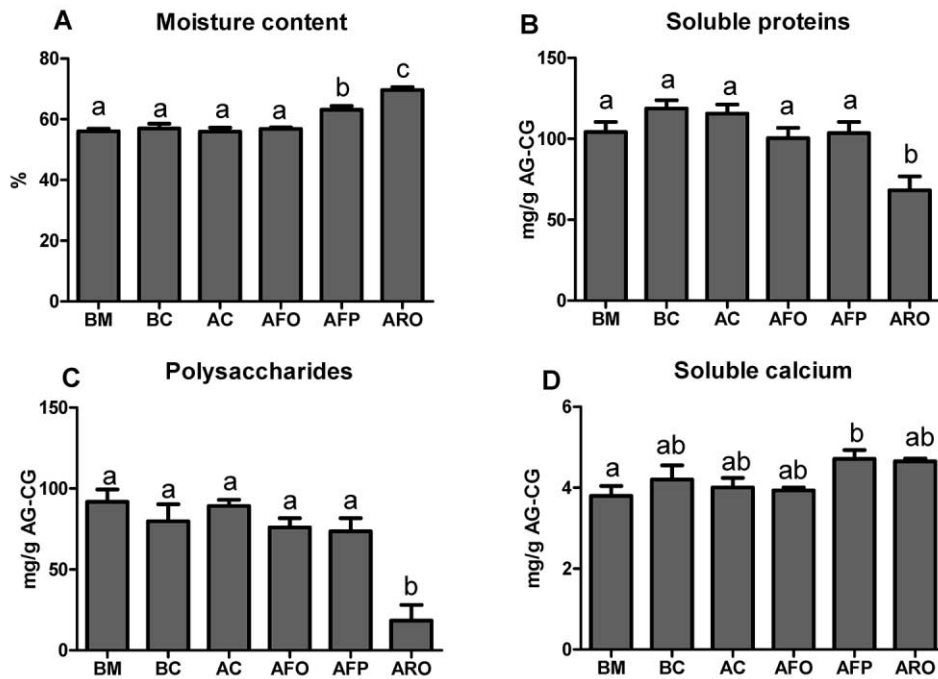 A Moisture content
80
60
40
20
0
%
a a a a b c
BM BC AC AFO AFP ARO
B Soluble proteins
150
100
50
0
mg/g AG-CG
a a a a a b
BM BC AC AFO AFP ARO
C Polysaccharides
150
100
50
0
mg/g AG-CG
a a a a a b
BM BC AC AFO AFP ARO
D Soluble calcium
6
4
2
0
mg/g AG-CG
a ab ab ab b ab
BM BC AC AFO AFP ARO